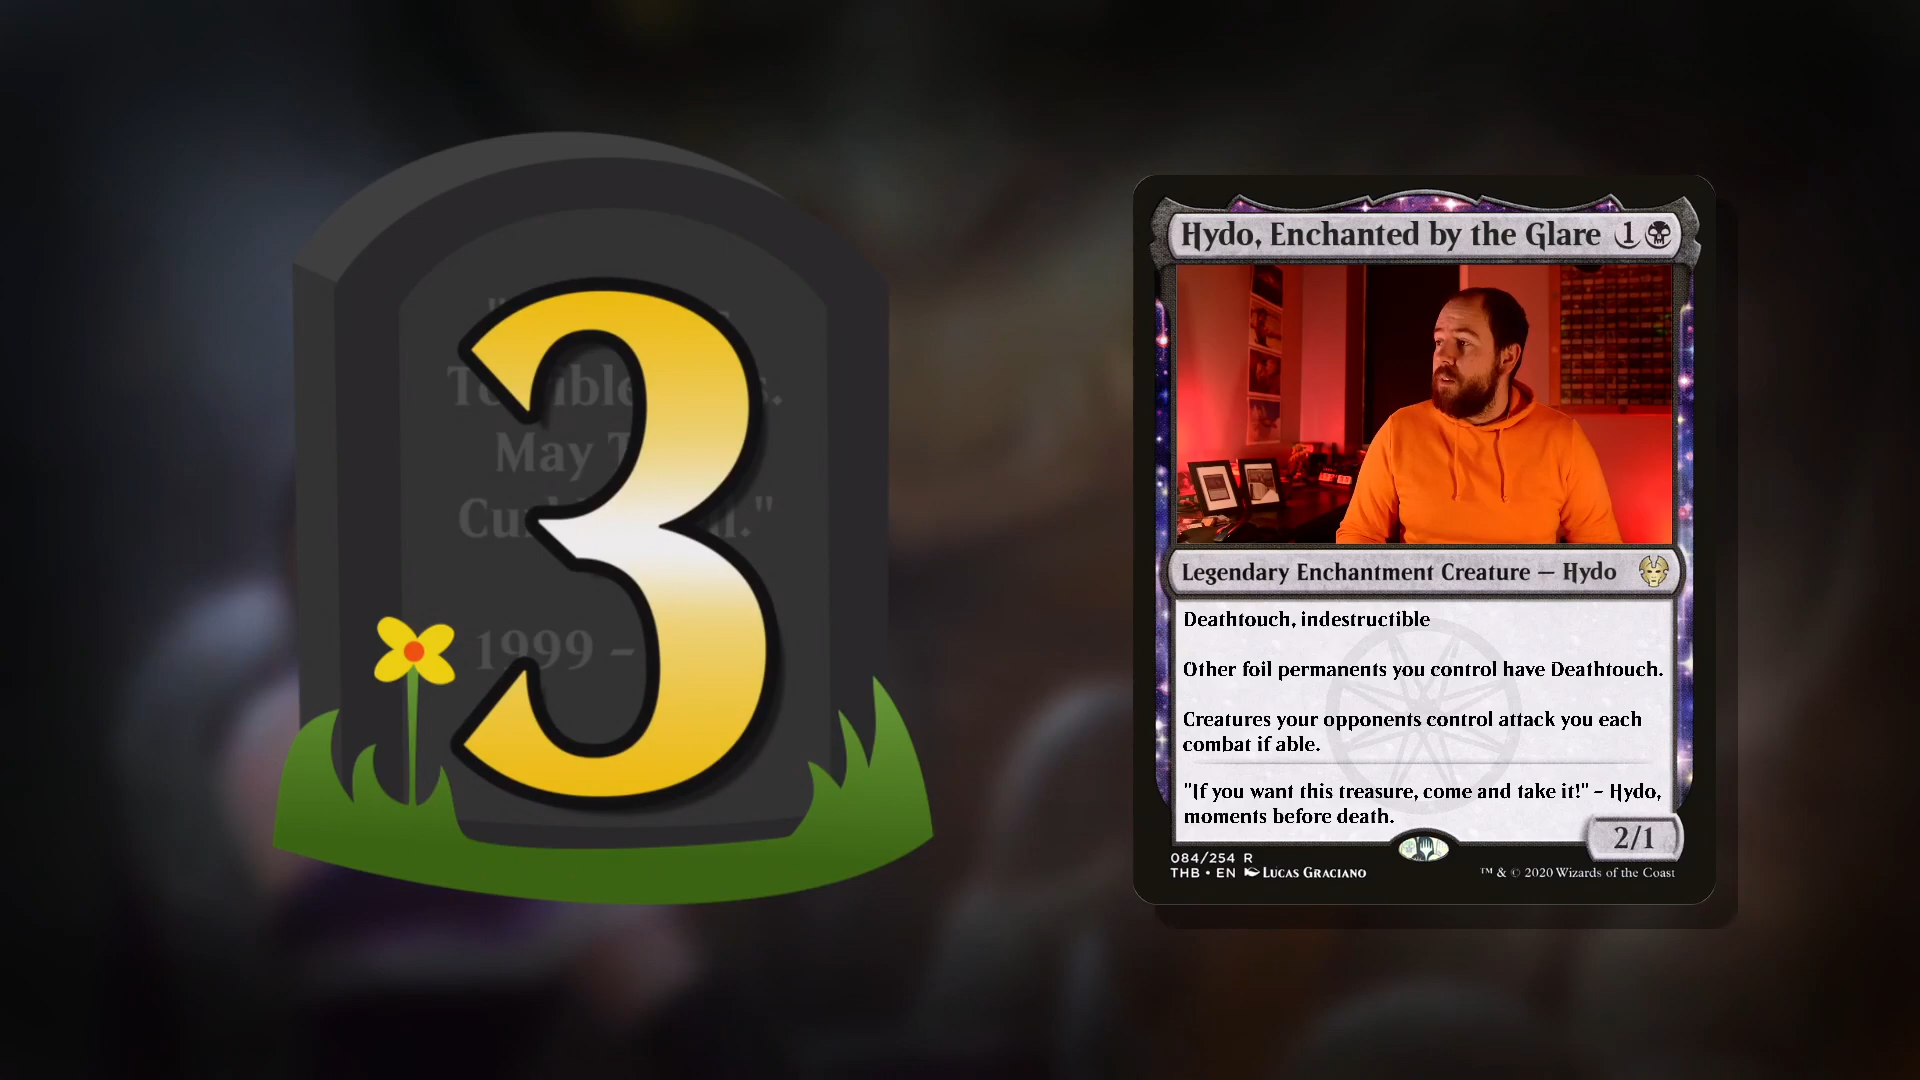 3
May
1999 –
Hydo, Enchanted by the Glare 1
Legendary Enchantment Creature — Hydo
Deathtouch, indestructible
Other foil permanents you control have Deathtouch.
Creatures your opponents control attack you each
combat if able.
"If you want this treasure, come and take it!" – Hydo,
moments before death.
2/1
084/254 R
THB • EN Lucas Graciano
™ & © 2020 Wizards of the Coast